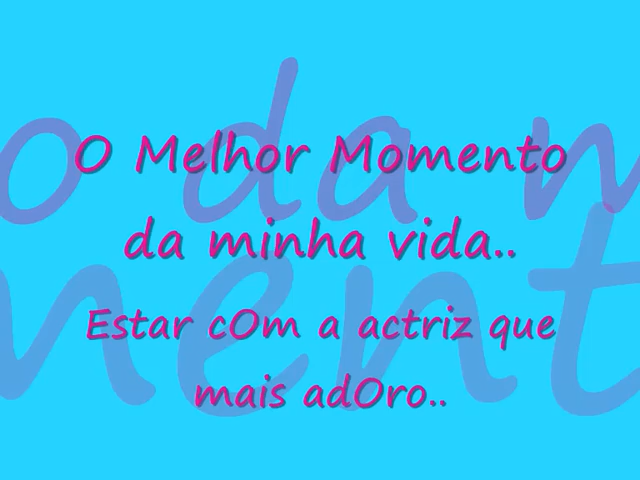 O Melhor Momento
da minha vida..
Estar cOm a actriz que
mais adOro..